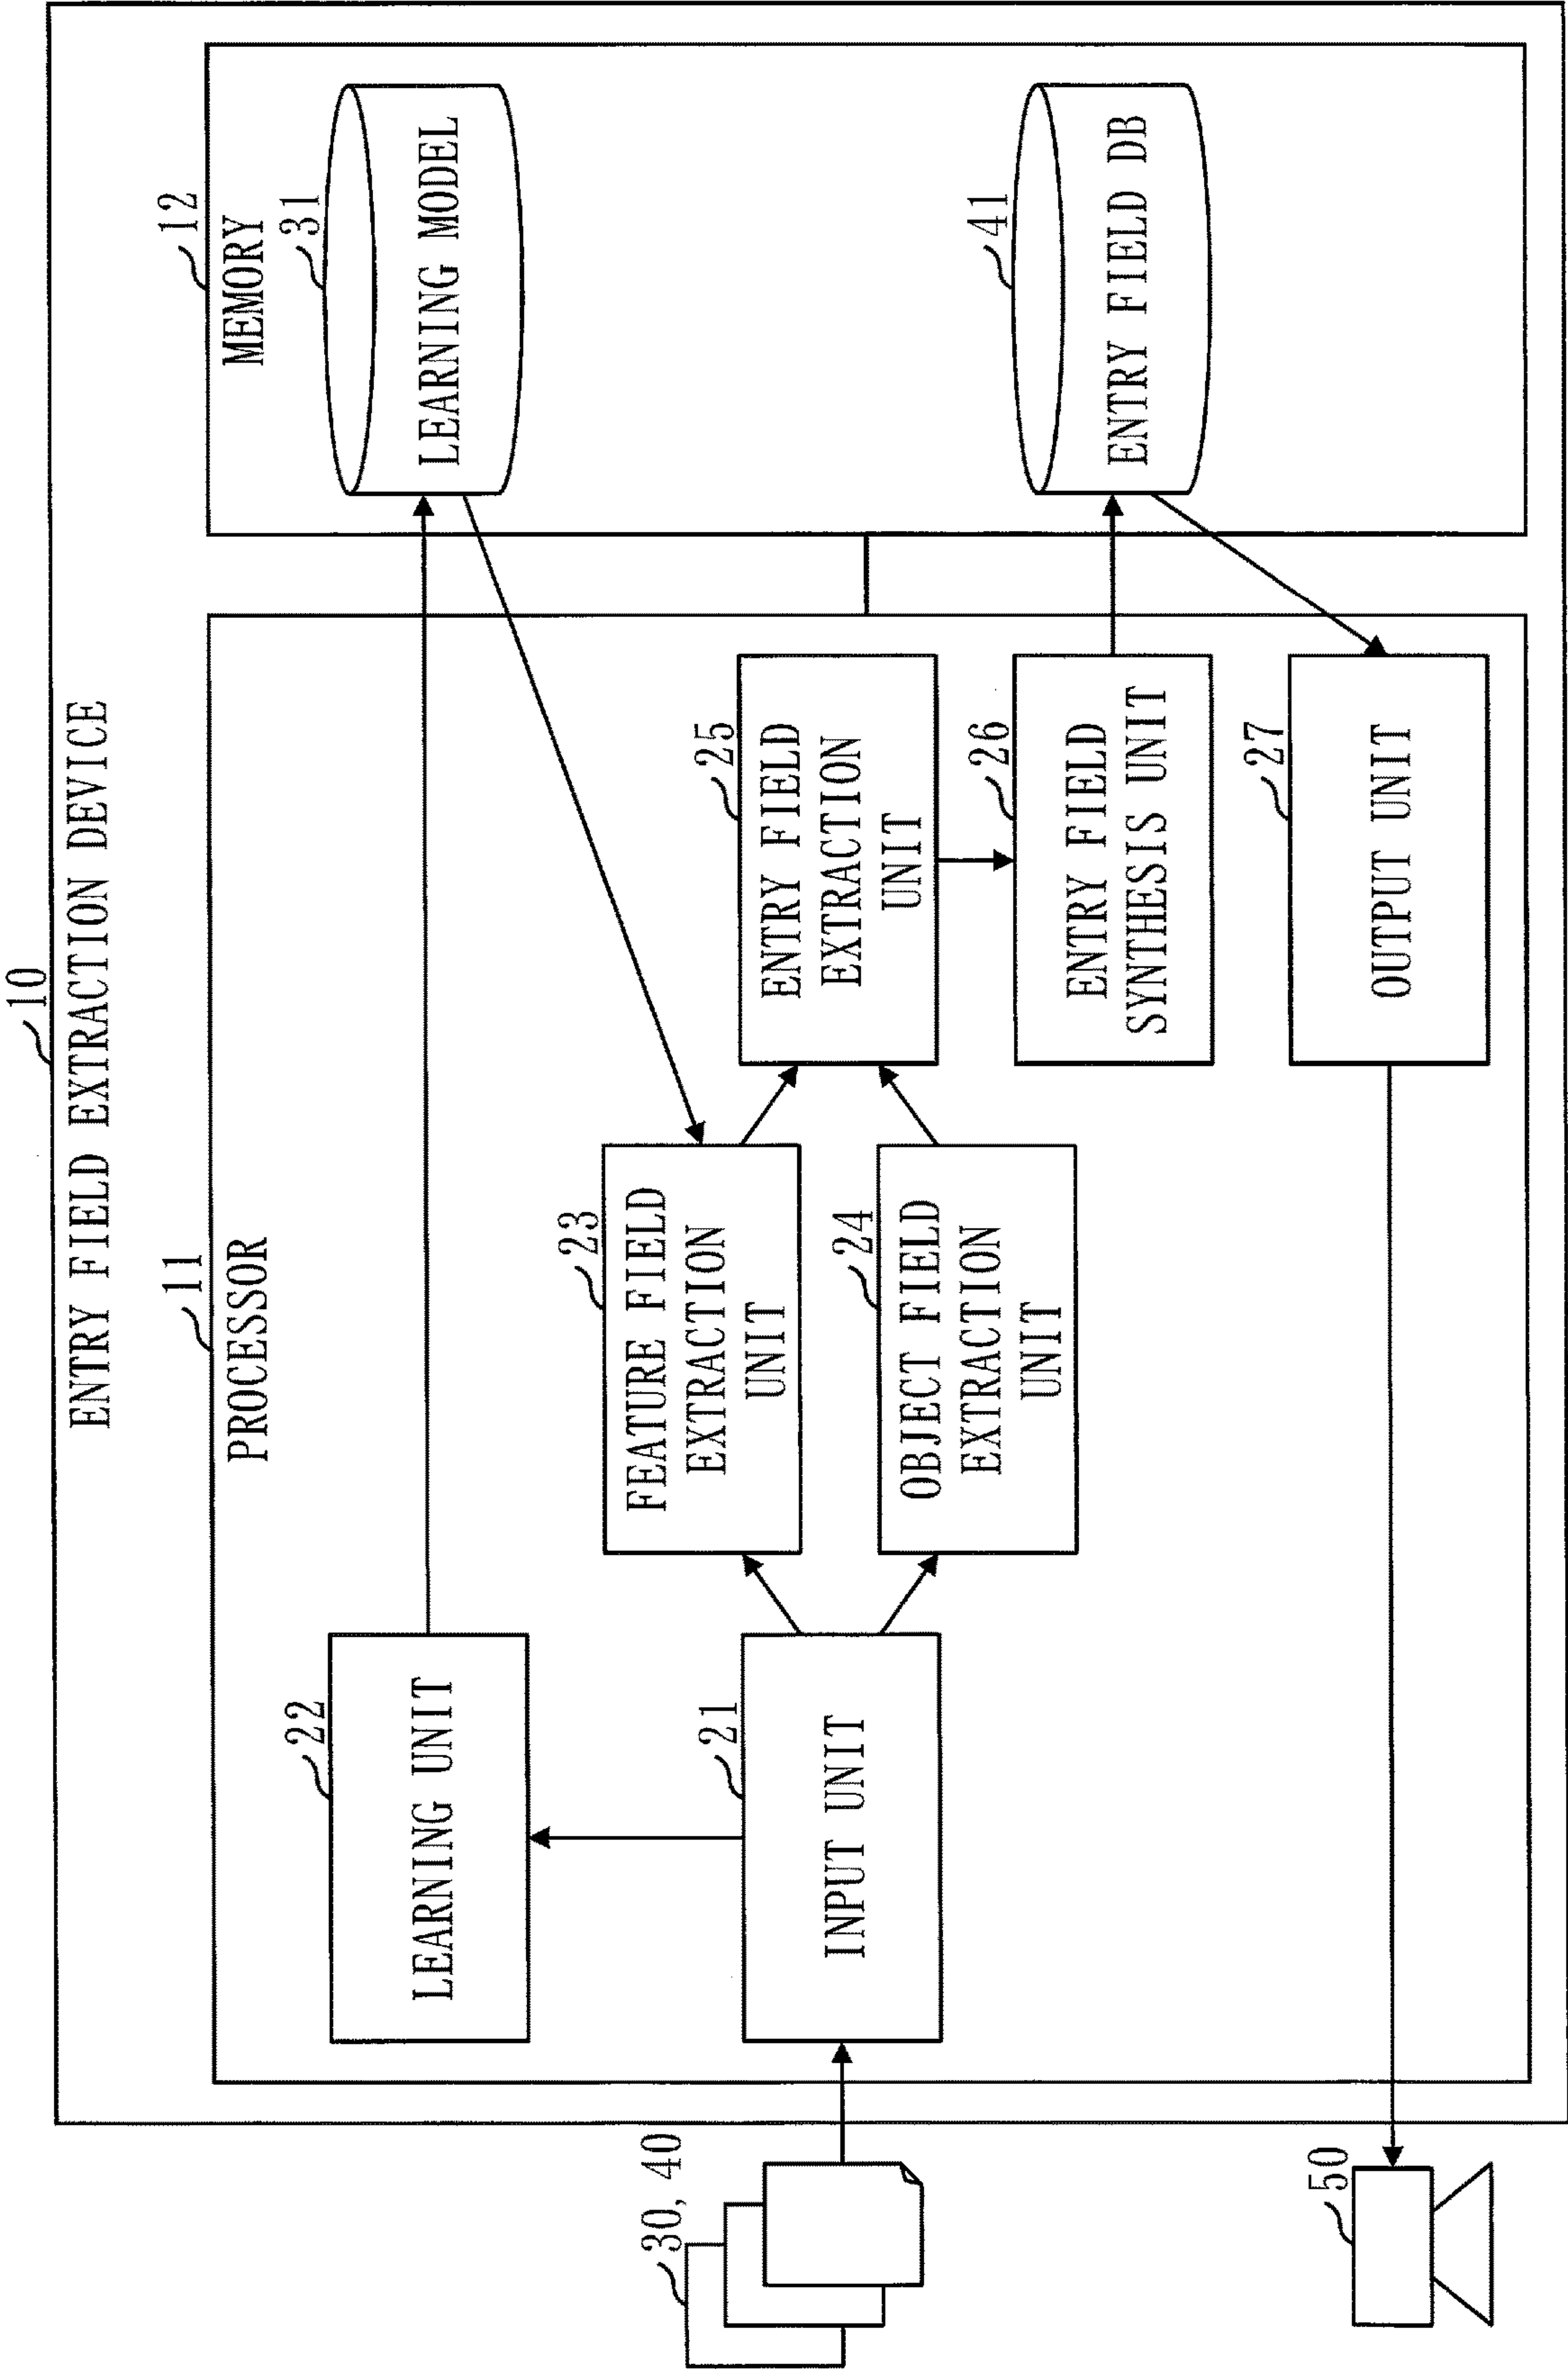 10
ENTRY FIELD EXTRACTION DEVICE
11
PROCESSOR
12
MEMORY
22
LEARNING UNIT
31
LEARNING MODEL
30, 40
21
INPUT UNIT
23
FEATURE FIELD
EXTRACTION
UNIT
24
OBJECT FIELD
EXTRACTION
UNIT
25
ENTRY FIELD
EXTRACTION
UNIT
26
ENTRY FIELD
SYNTHESIS UNIT
41
ENTRY FIELD DB
27
OUTPUT UNIT
50